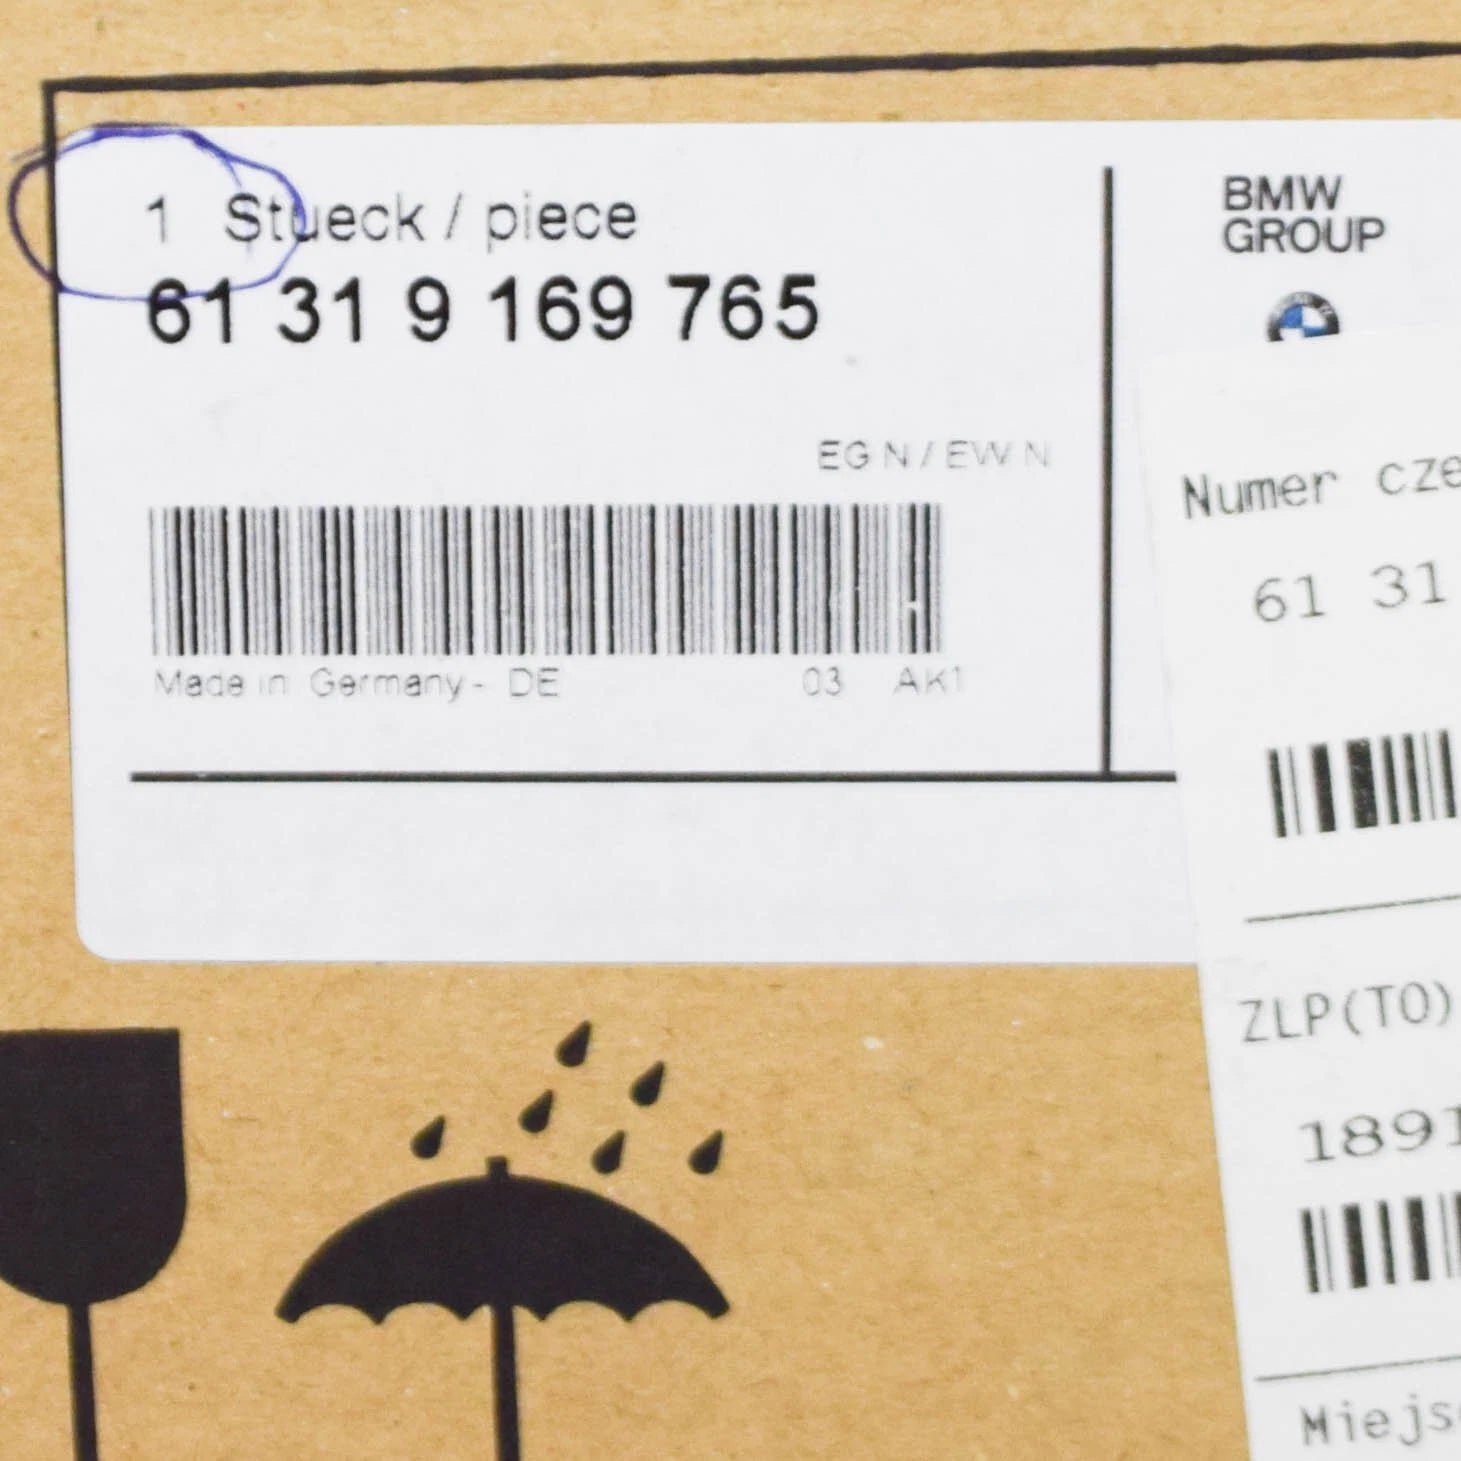 1 Stueck / piece
61 31 9 169 765
EG N / EW N
Made in Germany - DE 03 AK1
BMW
GROUP
Numer cze
61 31
ZLP(TO)
1891
Miejs